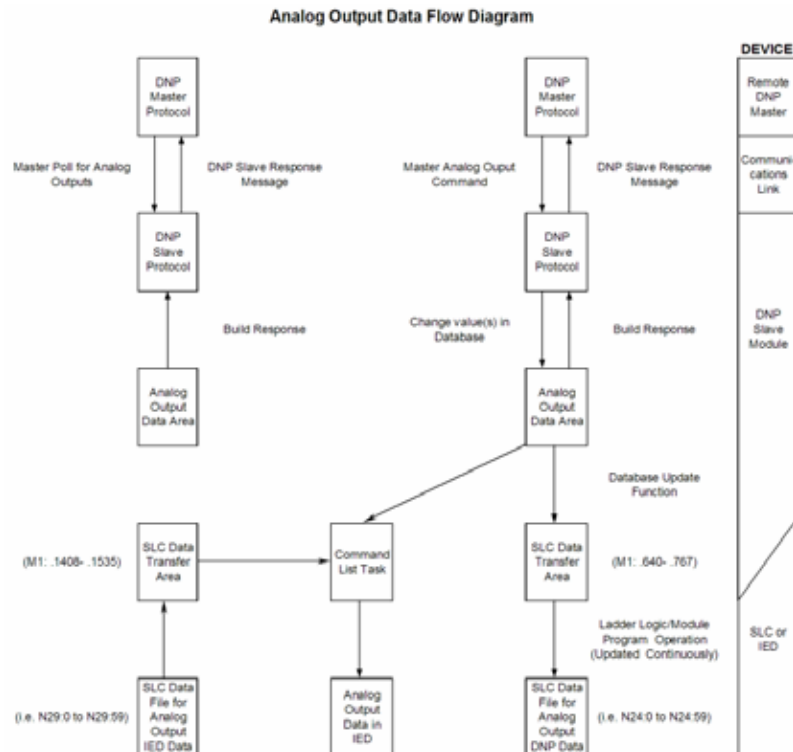 Analog Output Data Flow Diagram
DEVICE
DNP
Master
Protocol
DNP
Master
Protocol
Remote
DNP
Master
Master Poll for Analog
Outputs
DNP Slave Response
Message
Master Analog Ouput
Command
DNP Slave Response
Message
Communi
cations
Link
DNP
Slave
Protocol
DNP
Slave
Protocol
Build Response
Change value(s) in
Database
Build Response
DNP
Slave
Module
Analog
Output
Data Area
Analog
Output
Data Area
Database Update
Function
(M1: .1408- .1535)
SLC Data
Transfer
Area
Command
List Task
SLC Data
Transfer
Area
(M1: .640- .767)
Ladder Logic/Module
Program Operation
(Updated Continuously)
SLC or
IED
(i.e. N29:0 to N29:59)
SLC Data
File for
Analog
Output
IED Data
Analog
Output
Data in
IED
SLC Data
File for
Analog
Output
DNP Data
(i.e. N24:0 to N24:59)